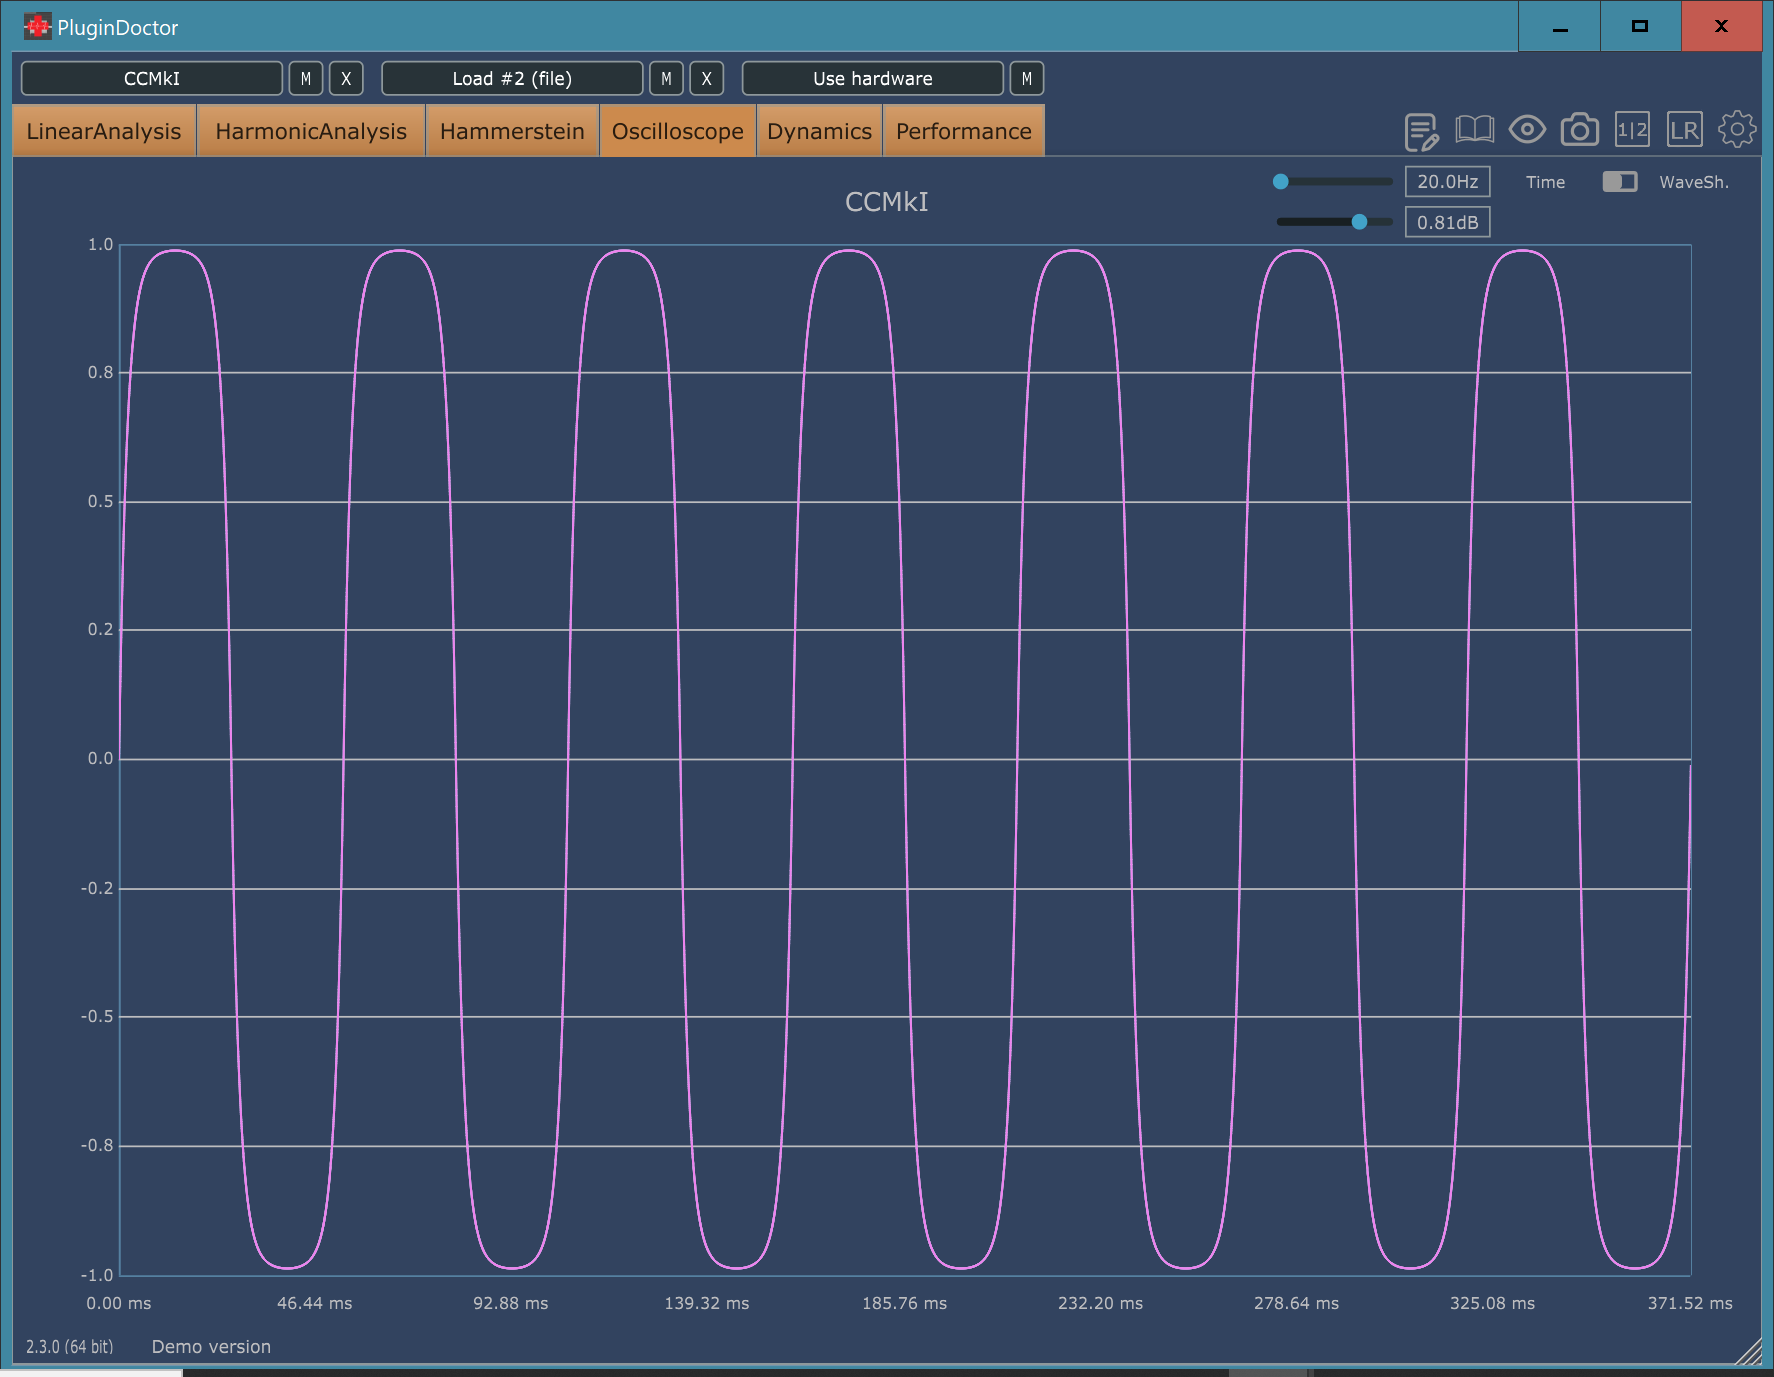 PluginDoctor
X
CCMkI M X Load #2 (file) M X Use hardware M
LinearAnalysis HarmonicAnalysis Hammerstein Oscilloscope Dynamics Performance
1|2 LR
20.0Hz Time WaveSh.
CCMkI
0.81dB
1.0
0.8
0.5
0.2
0.0
-0.2
-0.5
-0.8
-1.0
0.00 ms 46.44 ms 92.88 ms 139.32 ms 185.76 ms 232.20 ms 278.64 ms 325.08 ms 371.52 ms
2.3.0 (64 bit) Demo version